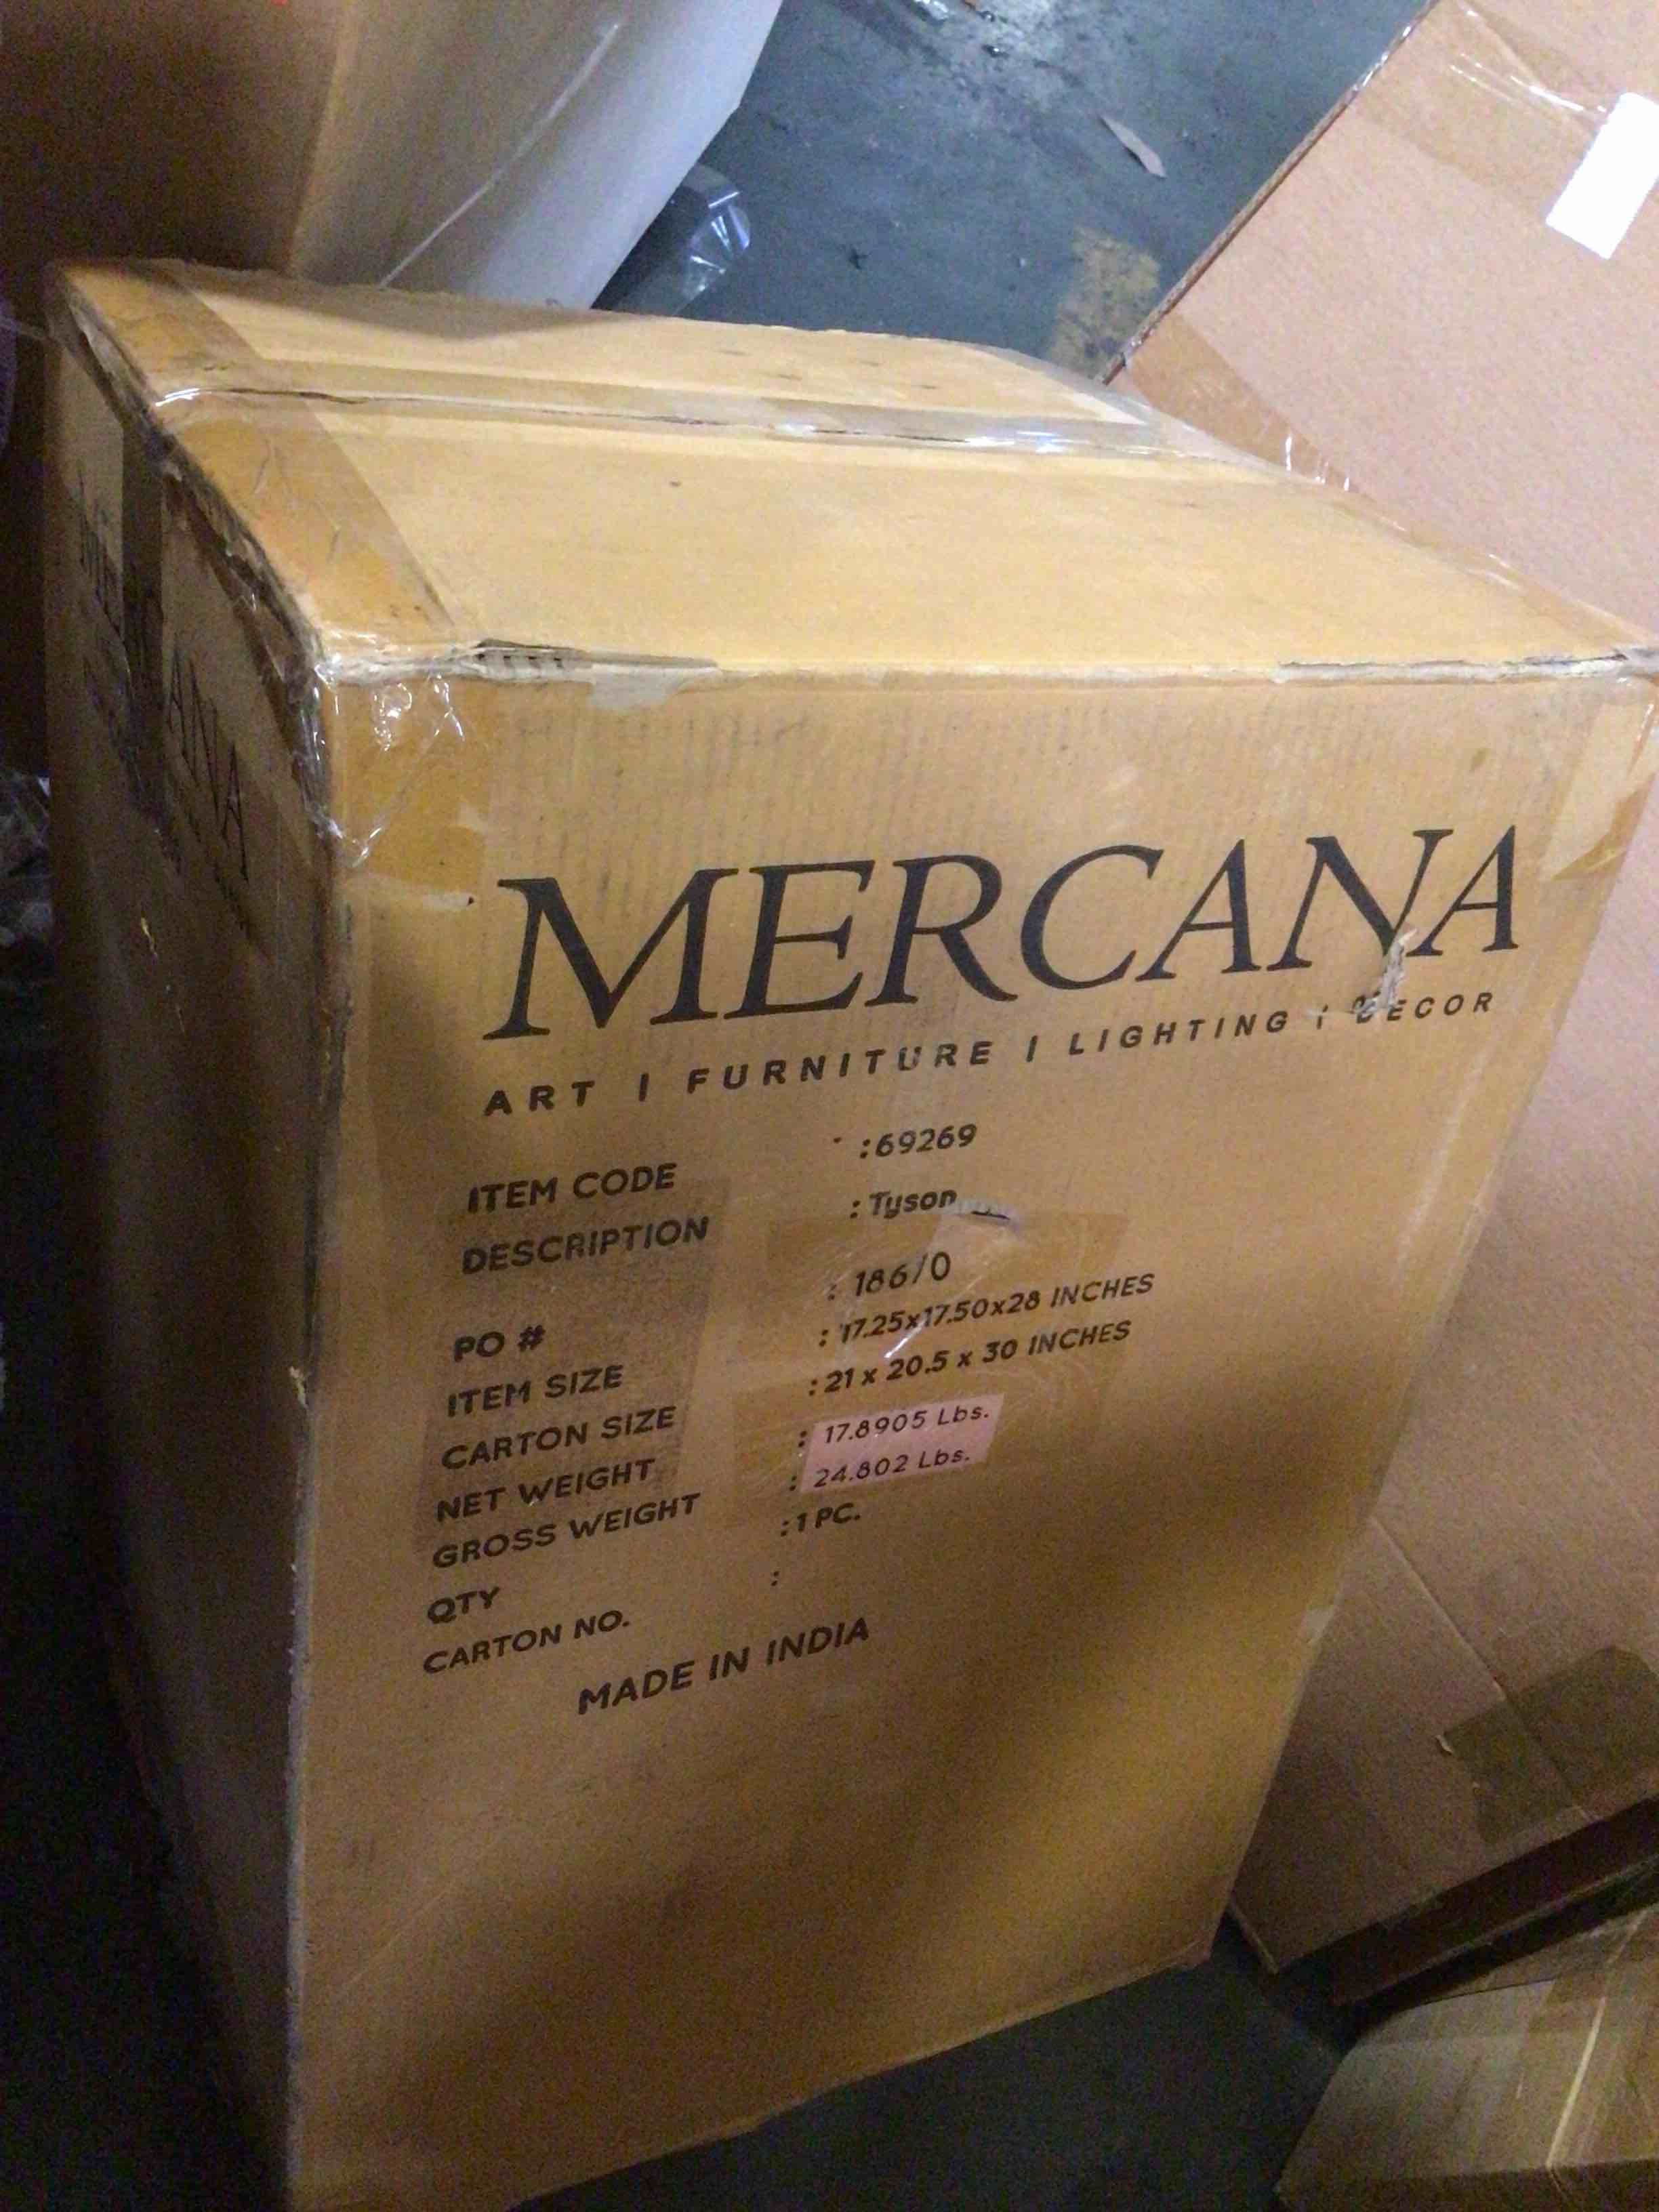 MERCANA
ART | FURNITURE | LIGHTING | DECOR
ITEM CODE : 69269
DESCRIPTION : Tyson
PO # : 186/0
ITEM SIZE : 17.25x17.50x28 INCHES
CARTON SIZE : 21 x 20.5 x 30 INCHES
NET WEIGHT : 17.8905 Lbs.
GROSS WEIGHT : 24.802 Lbs.
QTY : 1 PC.
CARTON NO. :
MADE IN INDIA
ANA